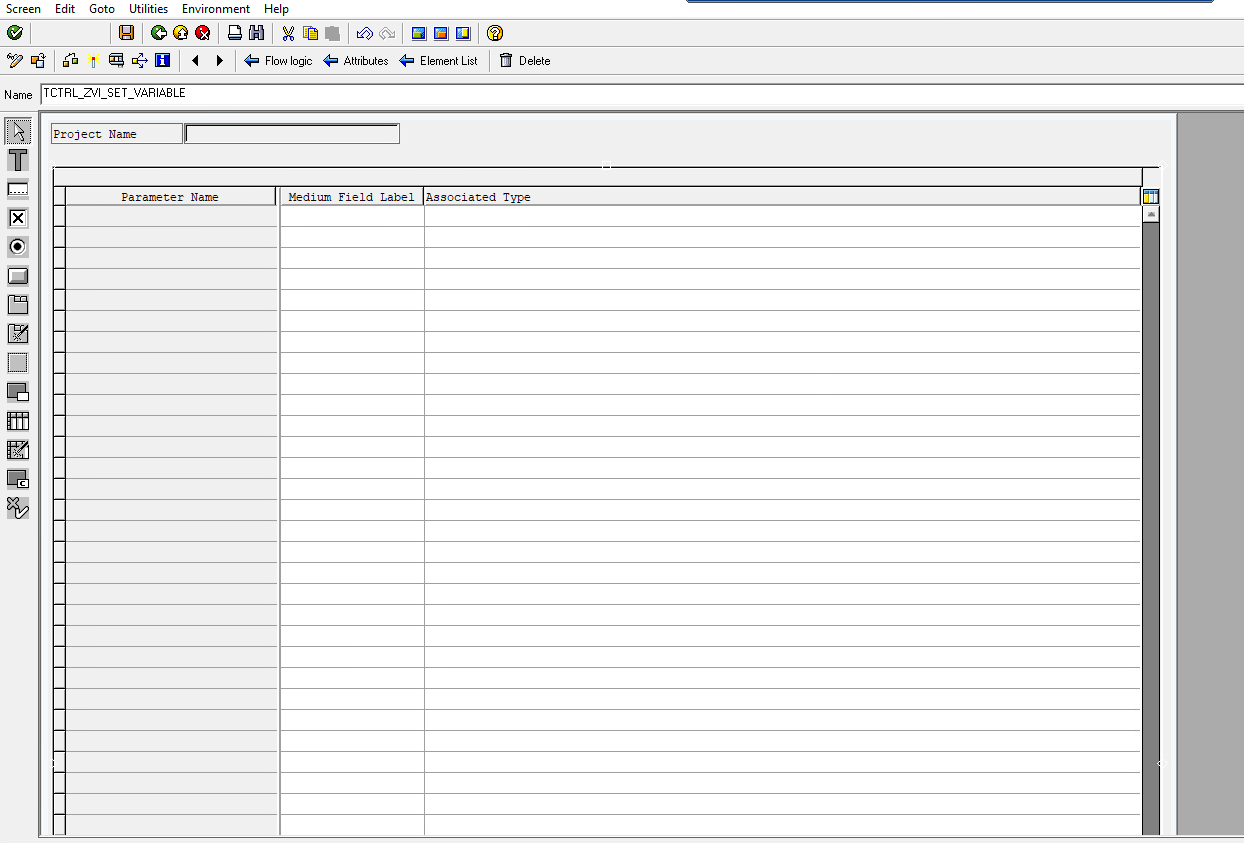 Screen Edit Goto Utilities Environment Help
Flow logic Attributes Element List Delete
Name TCTRL_ZVI_SET_VARIABLE
Project Name
Parameter Name Medium Field Label Associated Type